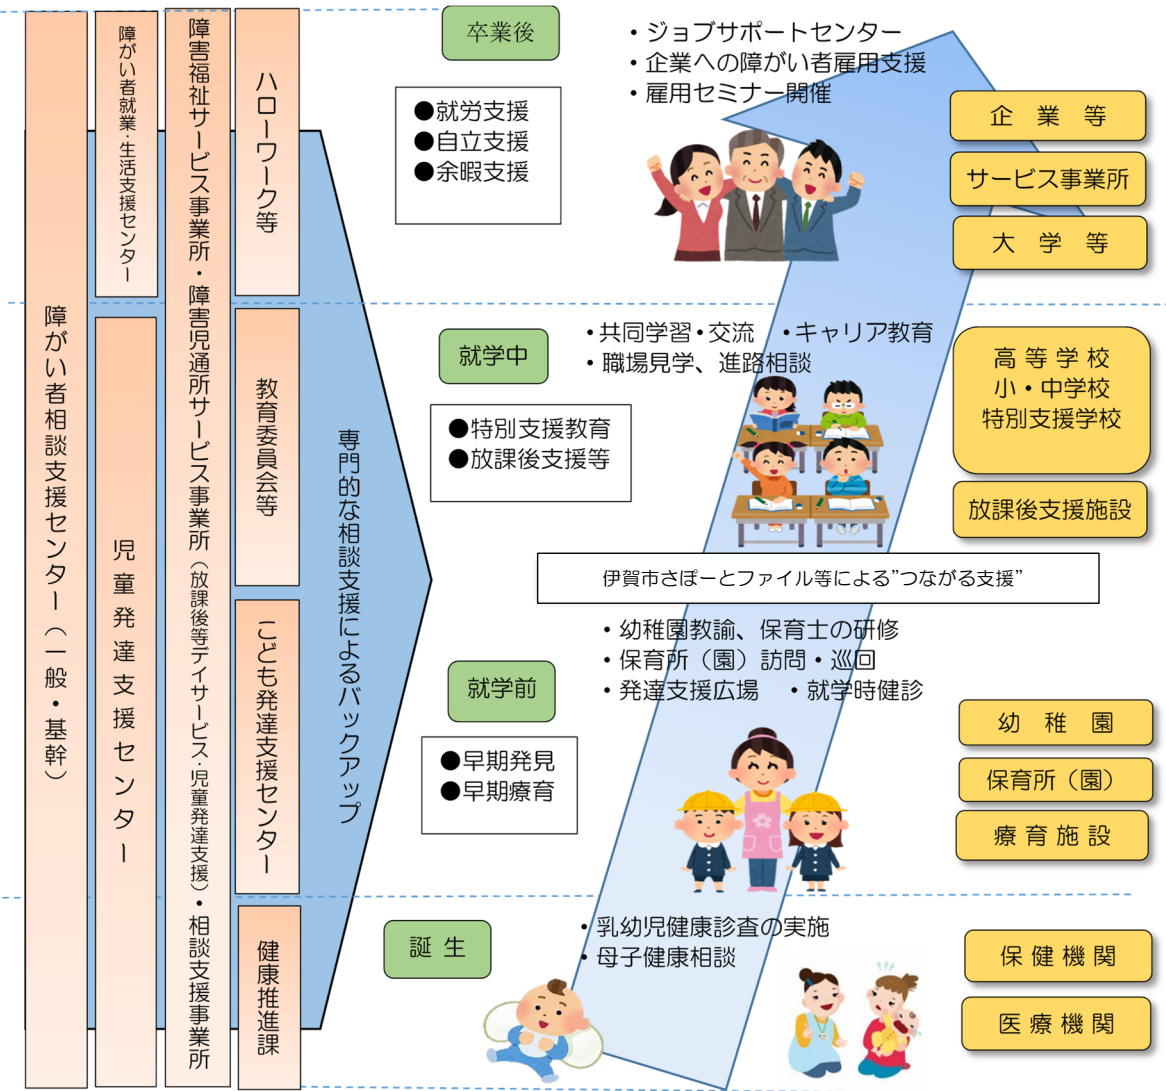 障がい者相談支援センター（一般・基幹）
障がい者就業・生活支援センター
児童発達支援センター
障害福祉サービス事業所・障害児通所サービス事業所（放課後等デイサービス・児童発達支援）・相談支援事業所
ハローワーク等
教育委員会等
こども発達支援センター
健康推進課
専門的な相談支援によるバックアップ
卒業後
●就労支援
●自立支援
●余暇支援
・ジョブサポートセンター
・企業への障がい者雇用支援
・雇用セミナー開催
企業等
サービス事業所
大学等
就学中
●特別支援教育
●放課後支援等
・共同学習・交流　・キャリア教育
・職場見学、進路相談
高等学校
小・中学校
特別支援学校
放課後支援施設
伊賀市さぽーとファイル等による”つながる支援”
就学前
●早期発見
●早期療育
・幼稚園教諭、保育士の研修
・保育所（園）訪問・巡回
・発達支援広場　・就学時健診
幼稚園
保育所（園）
療育施設
誕生
・乳幼児健康診査の実施
・母子健康相談
保健機関
医療機関